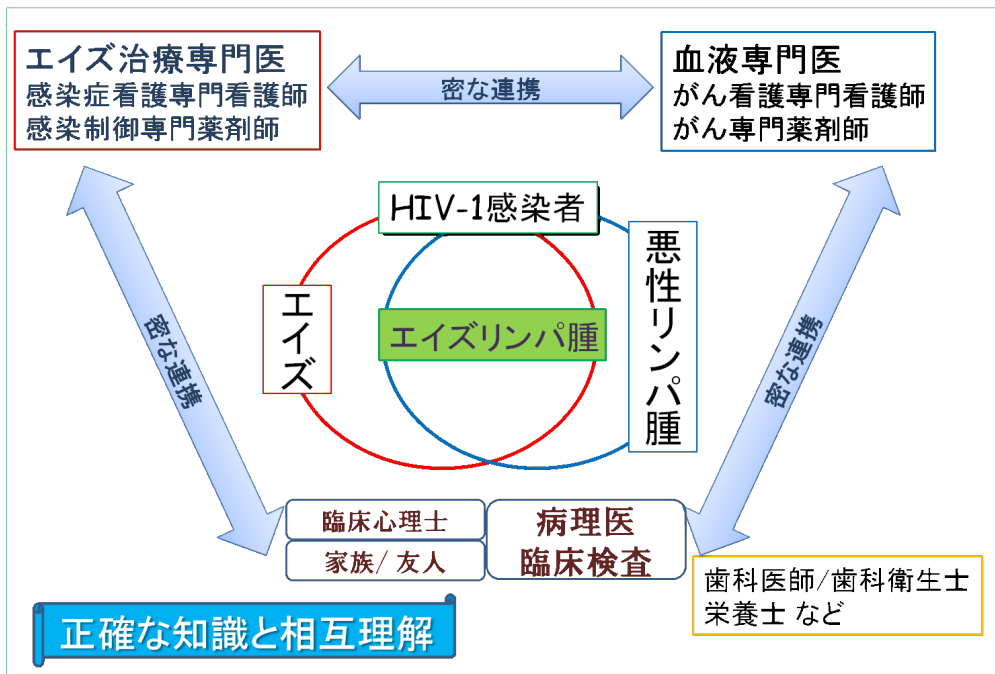 エイズ治療専門医
感染症看護専門看護師
感染制御専門薬剤師
密な連携
血液専門医
がん看護専門看護師
がん専門薬剤師
HIV-1感染者
エイズ
悪性リンパ腫
エイズリンパ腫
密な連携
密な連携
臨床心理士
家族/ 友人
病理医
臨床検査
歯科医師/歯科衛生士
栄養士 など
正確な知識と相互理解